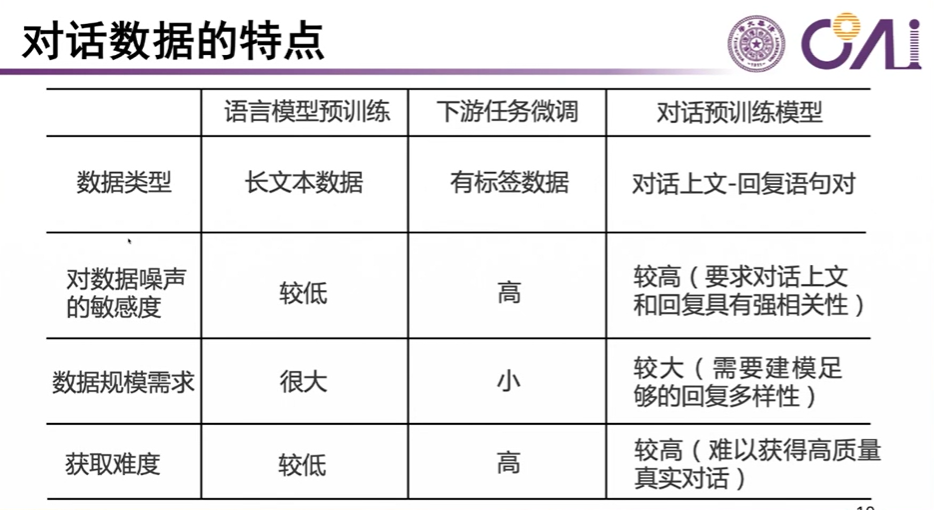 对话数据的特点
COAi
语言模型预训练 下游任务微调 对话预训练模型
数据类型 长文本数据 有标签数据 对话上文-回复语句对
对数据噪声
的敏感度
较低
高
较高（要求对话上文
和回复具有强相关性）
数据规模需求
很大
小
较大（需要建模足
够的回复多样性）
获取难度
较低
高
较高（难以获得高质量
真实对话）